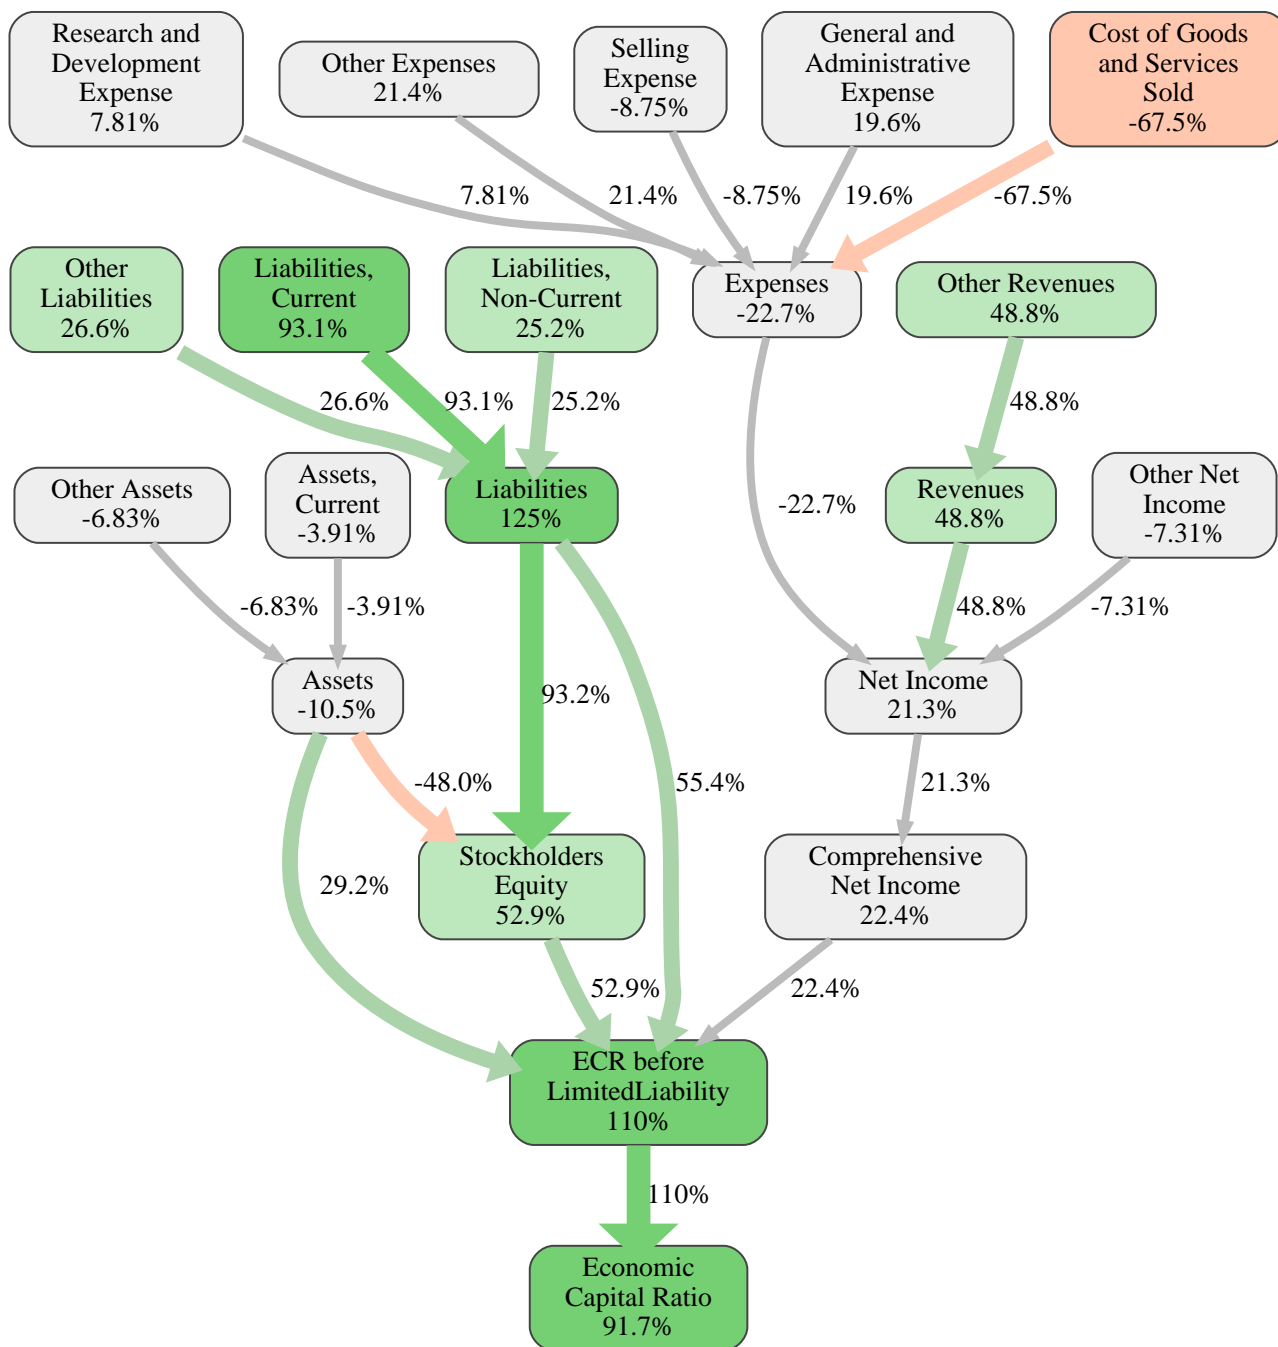 Research and
Development
Expense
7.81%
Other Expenses
21.4%
Selling
Expense
-8.75%
General and
Administrative
Expense
19.6%
Cost of Goods
and Services
Sold
-67.5%
7.81%
21.4%
-8.75%
19.6%
-67.5%
Other
Liabilities
26.6%
Liabilities,
Current
93.1%
Liabilities,
Non-Current
25.2%
Expenses
-22.7%
Other Revenues
48.8%
26.6%
93.1%
25.2%
48.8%
Other Assets
-6.83%
Assets,
Current
-3.91%
Liabilities
125%
-22.7%
Revenues
48.8%
Other Net
Income
-7.31%
-6.83%
-3.91%
48.8%
-7.31%
Assets
-10.5%
93.2%
Net Income
21.3%
-48.0%
55.4%
21.3%
29.2%
Stockholders
Equity
52.9%
Comprehensive
Net Income
22.4%
52.9%
22.4%
ECR before
LimitedLiability
110%
110%
Economic
Capital Ratio
91.7%